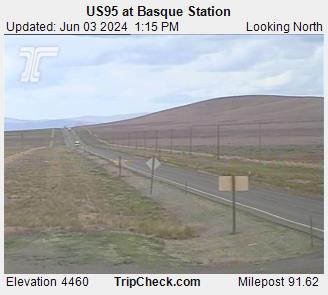 US95 at Basque Station
Updated: Jun 03 2024 1:15 PM Looking North
Elevation 4460 TripCheck.com Milepost 91.62